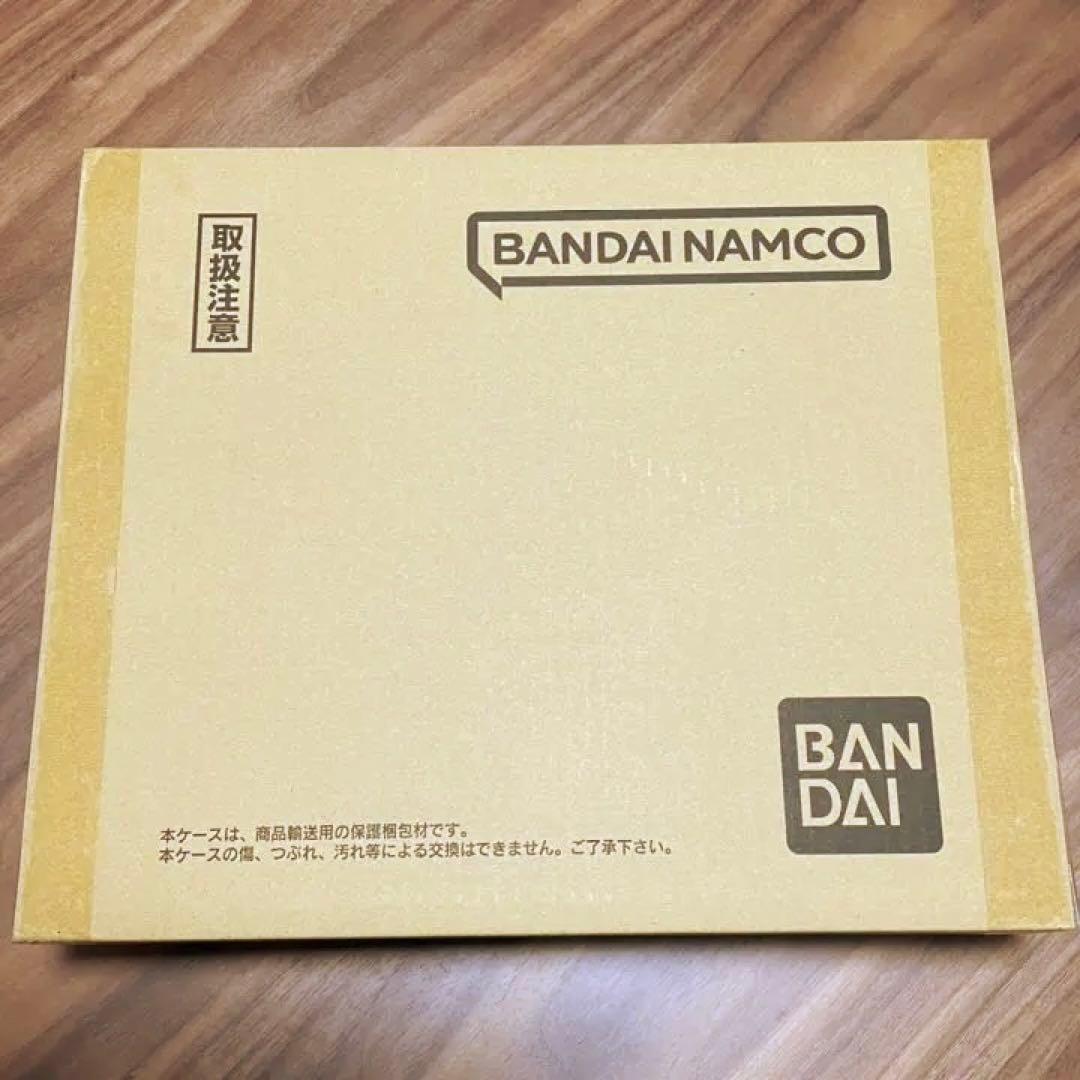 取扱注意
BANDAI NAMCO
本ケースは、商品輸送用の保護梱包材です。
本ケースの傷、つぶれ、汚れ等による交換はできません。ご了承下さい。
BAN
DAI